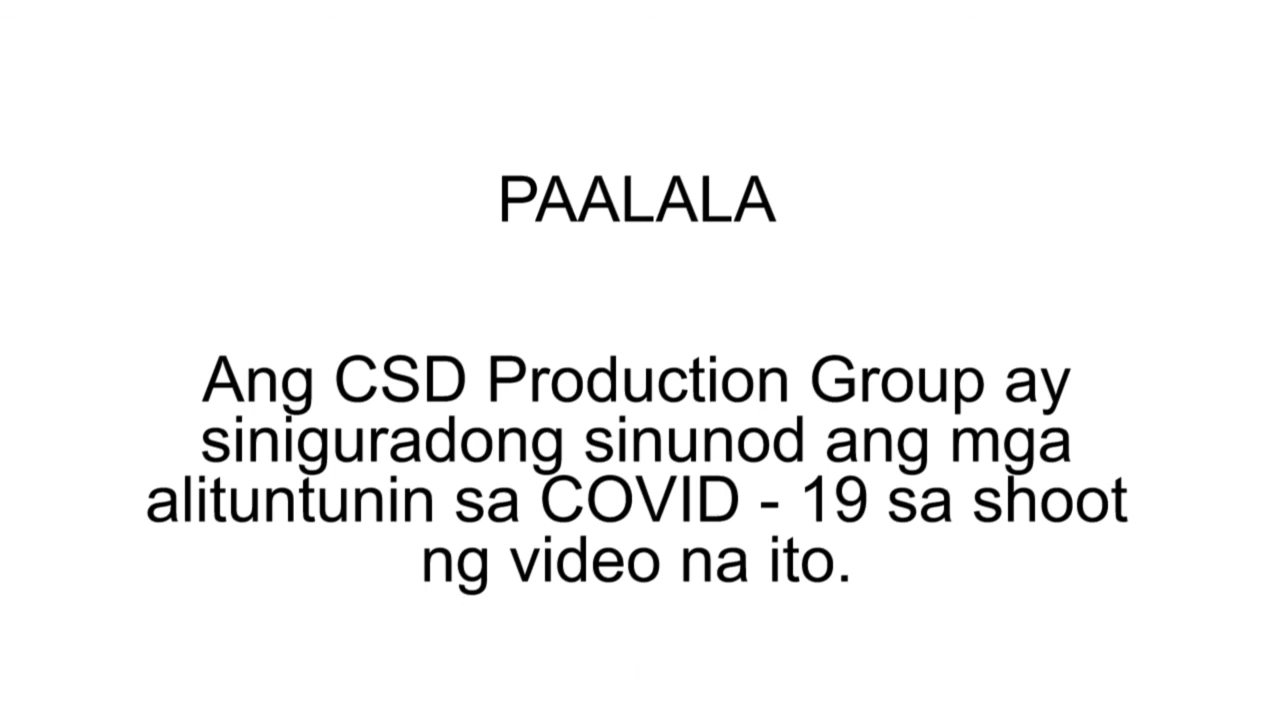 PAALALA
Ang CSD Production Group ay
siniguradong sinunod ang mga
alituntunin sa COVID - 19 sa shoot
ng video na ito.